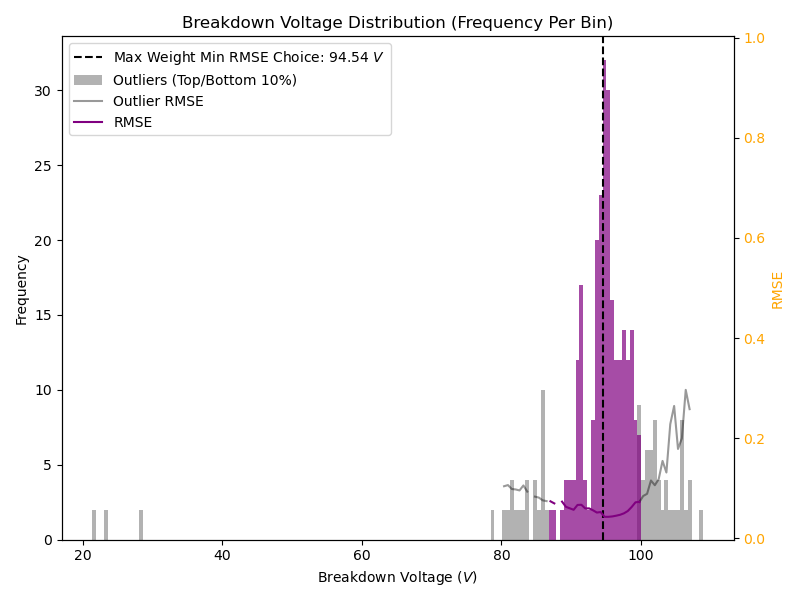 Breakdown Voltage Distribution (Frequency Per Bin)
Max Weight Min RMSE Choice: 94.54 V
Outliers (Top/Bottom 10%)
Outlier RMSE
RMSE
Frequency
30
25
20
15
10
5
0
1.0
0.8
0.6
0.4
0.2
0.0
RMSE
20 40 60 80 100
Breakdown Voltage (V)